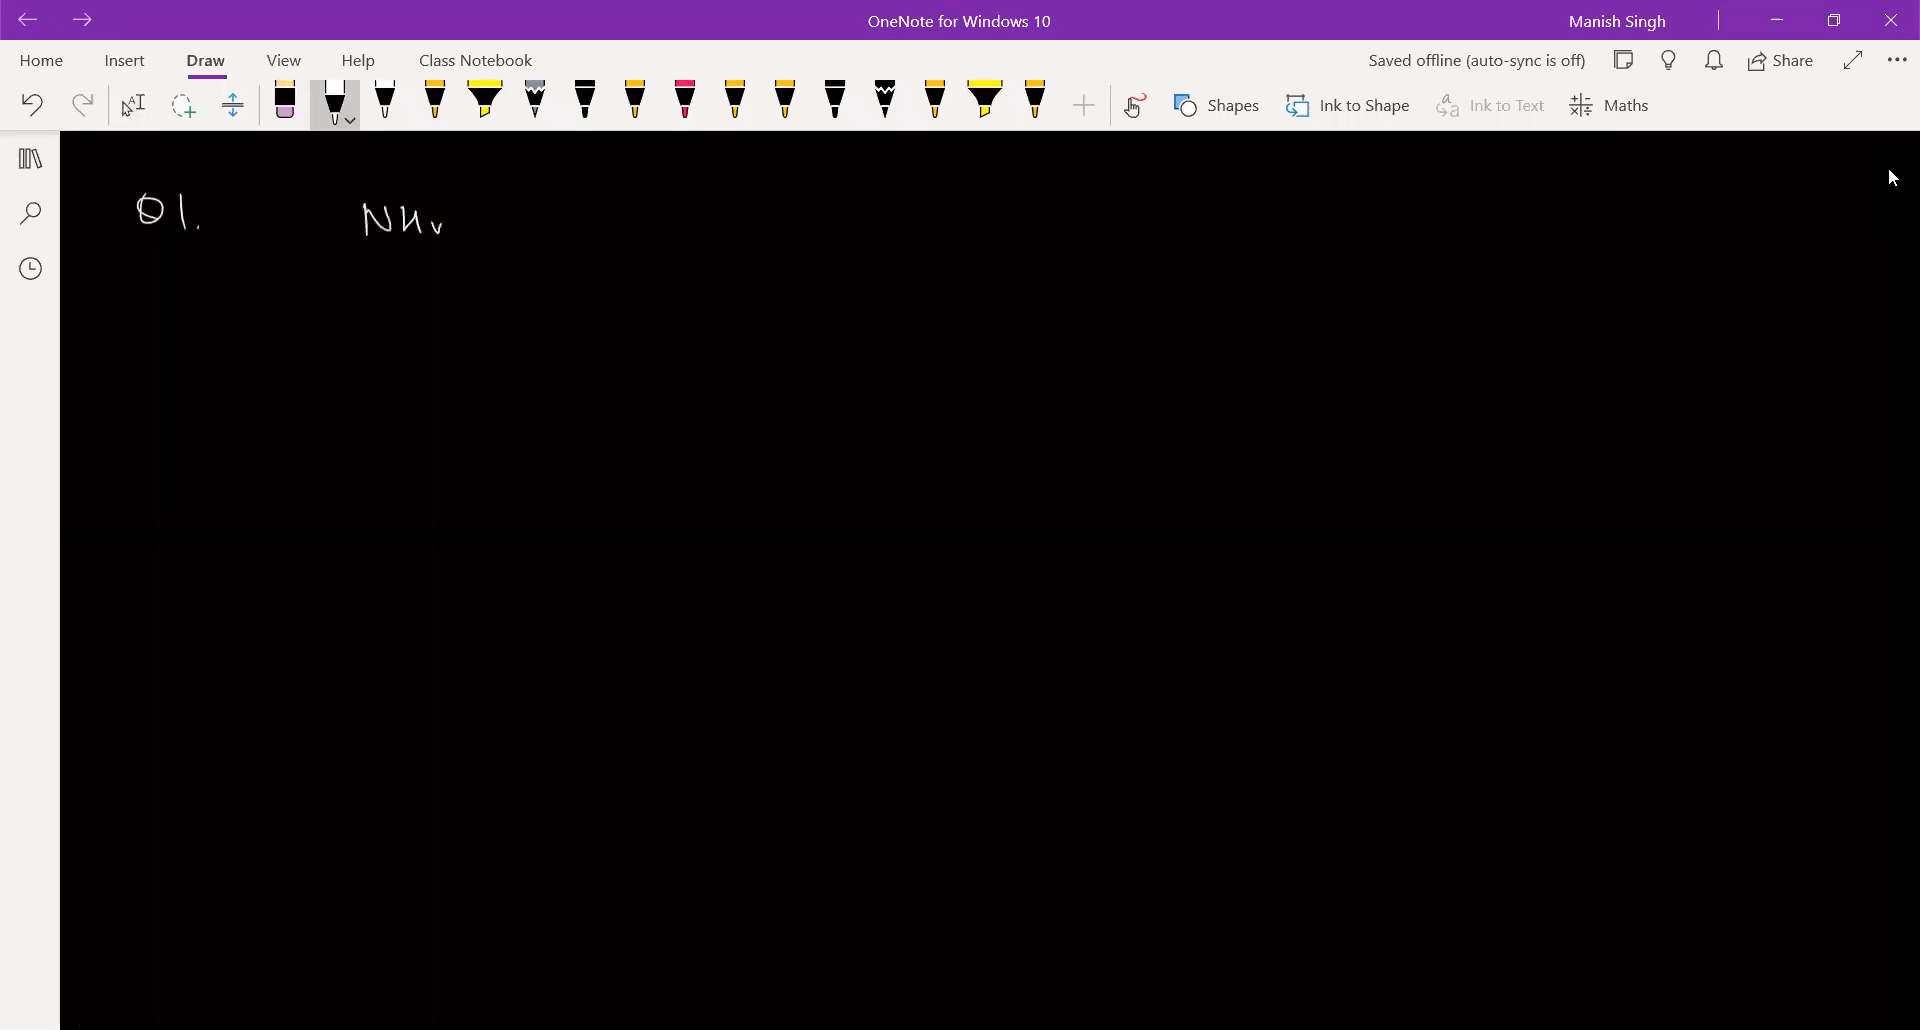 OneNote for Windows 10 Manish Singh
Home Insert Draw View Help Class Notebook Saved offline (auto-sync is off) Share
Shapes Ink to Shape Ink to Text Maths
Q1.